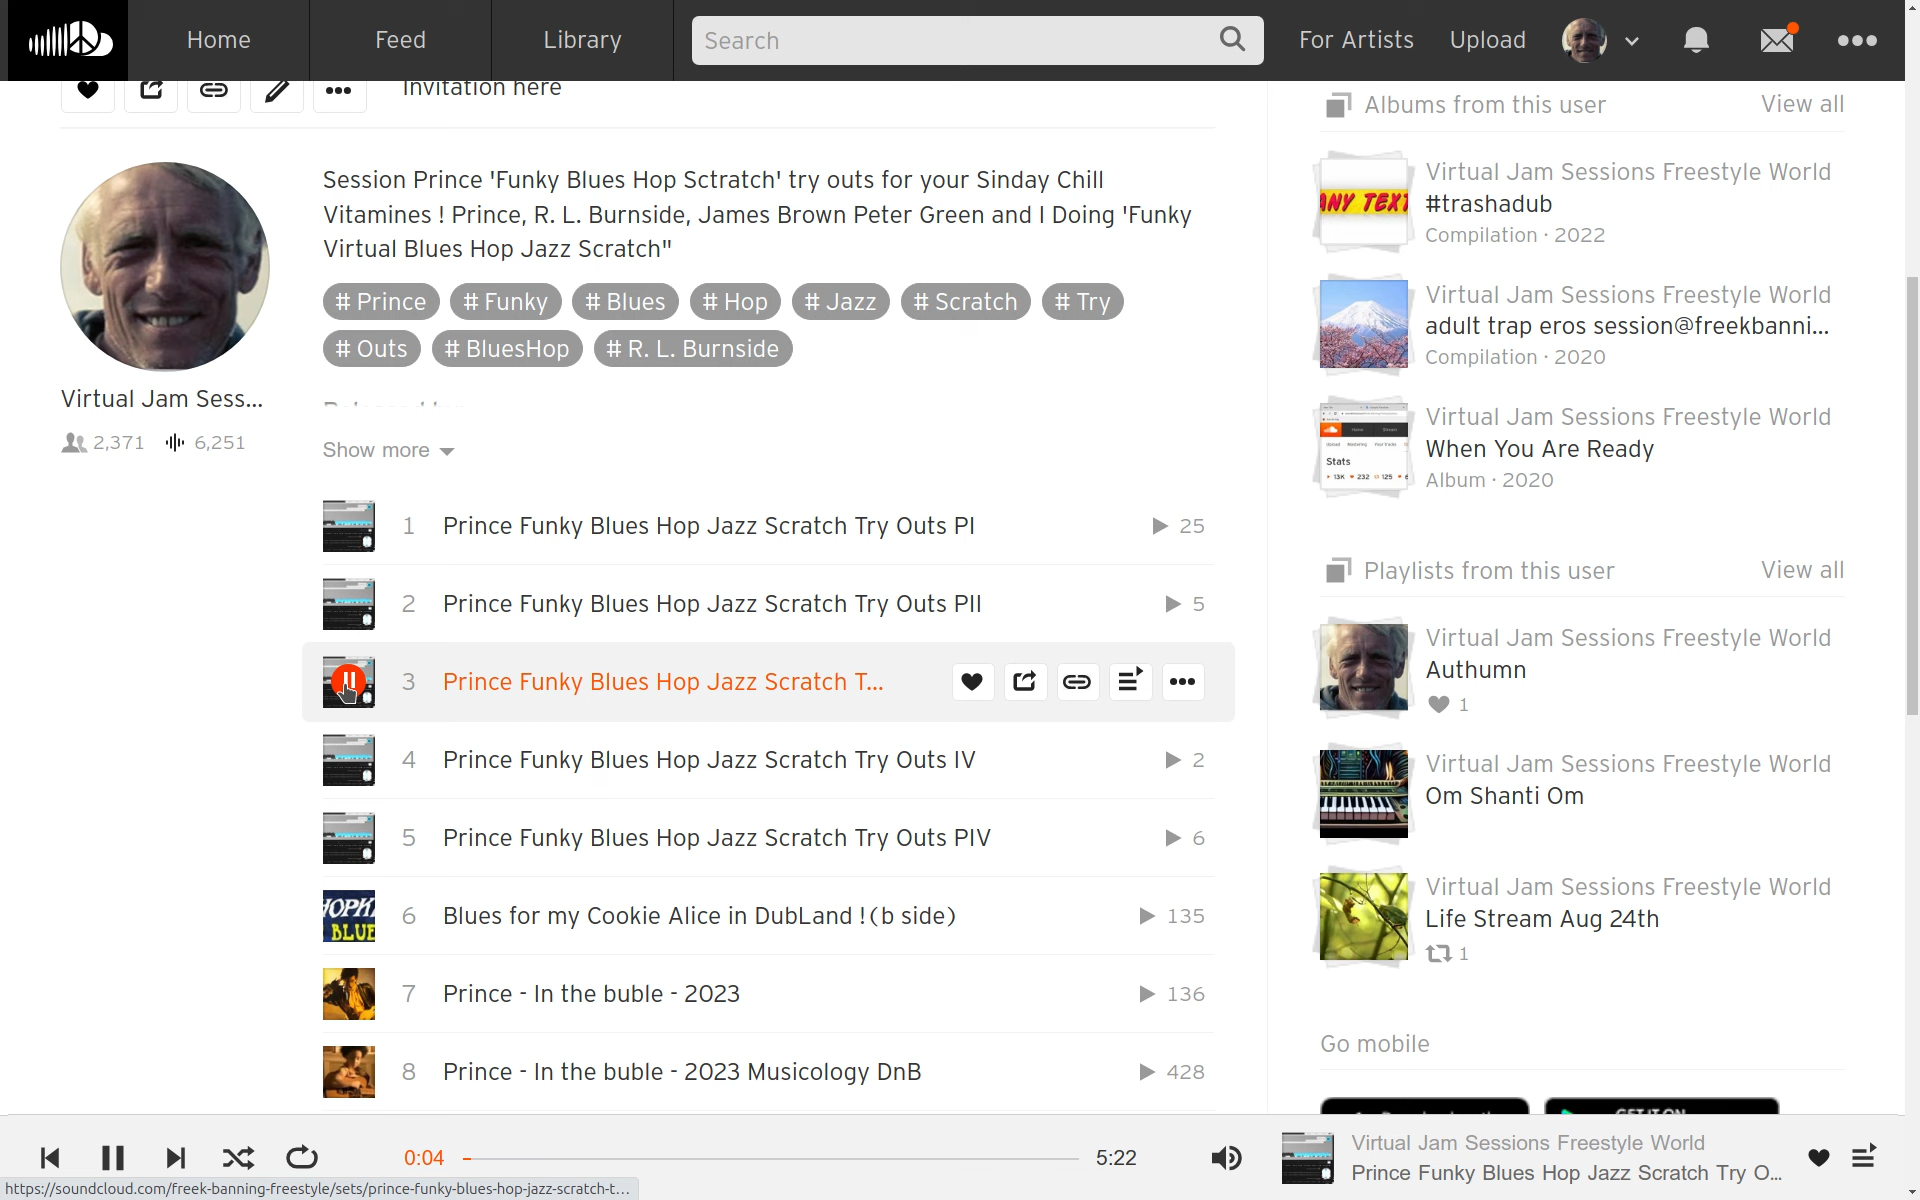 Home
Feed
Library
Search
For Artists
Upload
Invitation here
Session Prince 'Funky Blues Hop Sctratch' try outs for your Sinday Chill
Vitamines ! Prince, R. L. Burnside, James Brown Peter Green and I Doing 'Funky
Virtual Blues Hop Jazz Scratch"
# Prince
# Funky
# Blues
# Hop
# Jazz
# Scratch
# Try
# Outs
# BluesHop
# R. L. Burnside
Virtual Jam Sess...
2,371
6,251
Show more
1 Prince Funky Blues Hop Jazz Scratch Try Outs PI 25
2 Prince Funky Blues Hop Jazz Scratch Try Outs PII 5
3 Prince Funky Blues Hop Jazz Scratch T...
4 Prince Funky Blues Hop Jazz Scratch Try Outs IV 2
5 Prince Funky Blues Hop Jazz Scratch Try Outs PIV 6
6 Blues for my Cookie Alice in DubLand !(b side) 135
7 Prince - In the buble - 2023 136
8 Prince - In the buble - 2023 Musicology DnB 428
Albums from this user
View all
ANY TEXT
Virtual Jam Sessions Freestyle World
#trashadub
Compilation · 2022
Virtual Jam Sessions Freestyle World
adult trap eros session@freekbanni...
Compilation · 2020
Stats
13K 232 125
Virtual Jam Sessions Freestyle World
When You Are Ready
Album · 2020
Playlists from this user
View all
Virtual Jam Sessions Freestyle World
Authumn
1
Virtual Jam Sessions Freestyle World
Om Shanti Om
Virtual Jam Sessions Freestyle World
Life Stream Aug 24th
1
Go mobile
GET IT ON
0:04
5:22
Virtual Jam Sessions Freestyle World
Prince Funky Blues Hop Jazz Scratch Try O...
https://soundcloud.com/freek-banning-freestyle/sets/prince-funky-blues-hop-jazz-scratch-t...